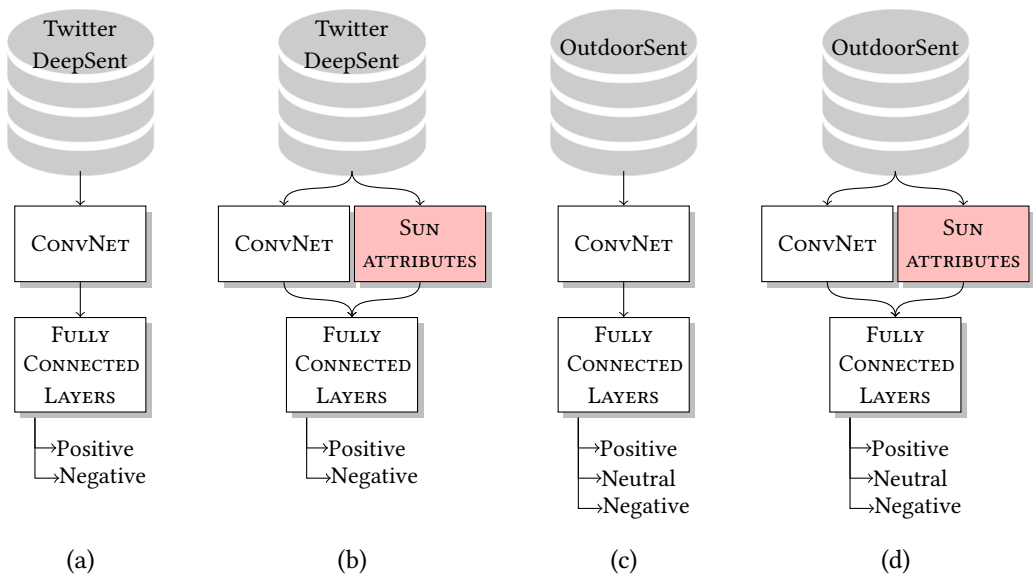 Twitter
DeepSent
ConvNet
Fully
Connected
Layers
Positive
Negative
(a)
Twitter
DeepSent
ConvNet
Sun
attributes
Fully
Connected
Layers
Positive
Negative
(b)
OutdoorSent
ConvNet
Fully
Connected
Layers
Positive
Neutral
Negative
(c)
OutdoorSent
ConvNet
Sun
attributes
Fully
Connected
Layers
Positive
Neutral
Negative
(d)